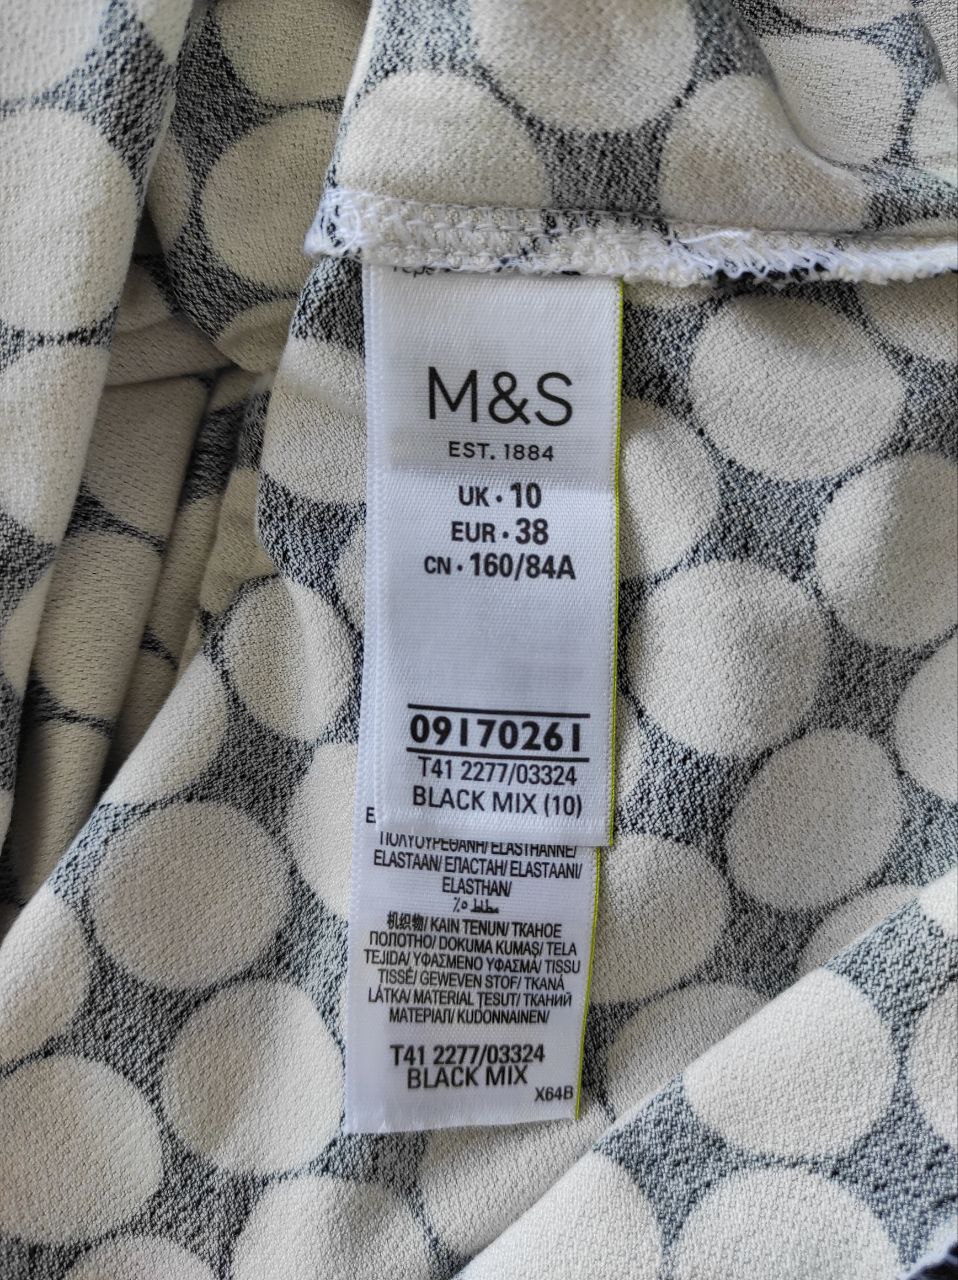 M&S
EST. 1884
UK · 10
EUR · 38
CN · 160/84A
09170261
T41 2277/03324
BLACK MIX (10)
ΠΟΛΥΟΥΡΕΘΑΝΗ/ ELASTHANNE/
ELASTAAN/ ЕЛАСТАН/ ELASTAANI/
ELASTHAN/
机织物/ KAIN TENUN/ ТКАНОЕ
ПОЛОТНО/ DOKUMA KUMAŞ/ TELA
TEJIDA/ ΥΦΑΣΜΕΝΟ ΥΦΑΣΜΑ/ TISSU
TISSÉ/ GEWEVEN STOF/ TKANÁ
LÁTKA/ MATERIAL ŢESUT/ ТКАНИЙ
МАТЕРІАЛ/ KUDONNAINEN/
T41 2277/03324
BLACK MIX
X64B